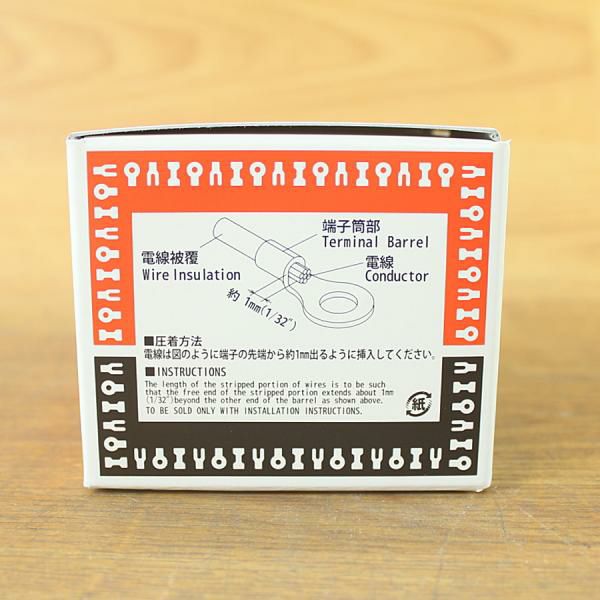 端子筒部
Terminal Barrel
電線被覆
Wire Insulation
電線
Conductor
約 1mm(1/32")
■圧着方法
電線は図のように端子の先端から約1mm出るように挿入してください。
■INSTRUCTIONS
The length of the stripped portion of wires is to be such
that the free end of the stripped portion extends about 1mm
(1/32")beyond the other end of the barrel as shown above.
TO BE SOLD ONLY WITH INSTALLATION INSTRUCTIONS.
紙